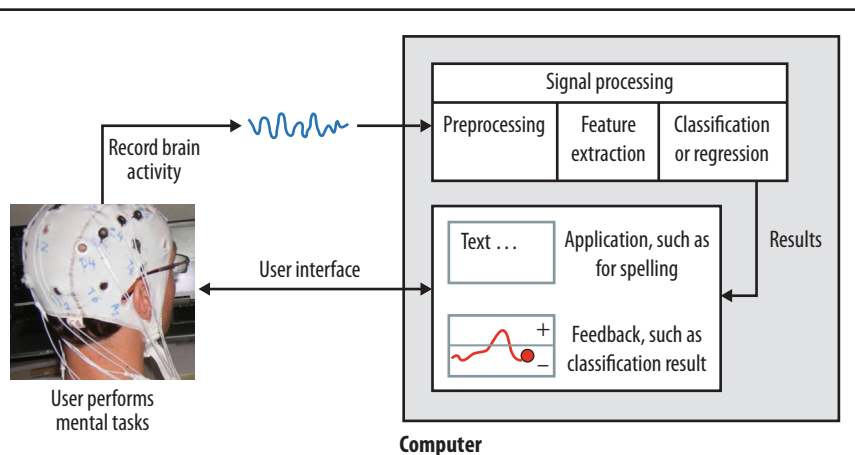 Signal processing
Preprocessing
Feature
extraction
Classification
or regression
Record brain
activity
Text ...
Application, such as
for spelling
Results
User interface
+
−
Feedback, such as
classification result
User performs
mental tasks
Computer